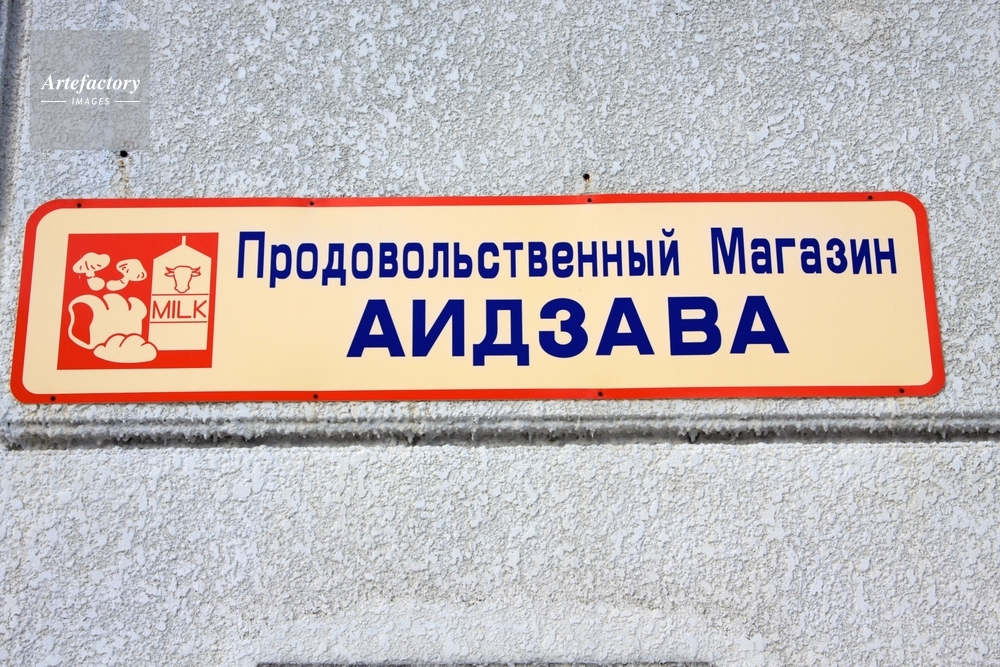 Artefactory
IMAGES
Продовольственный Магазин
MILK
АИДЗАВА